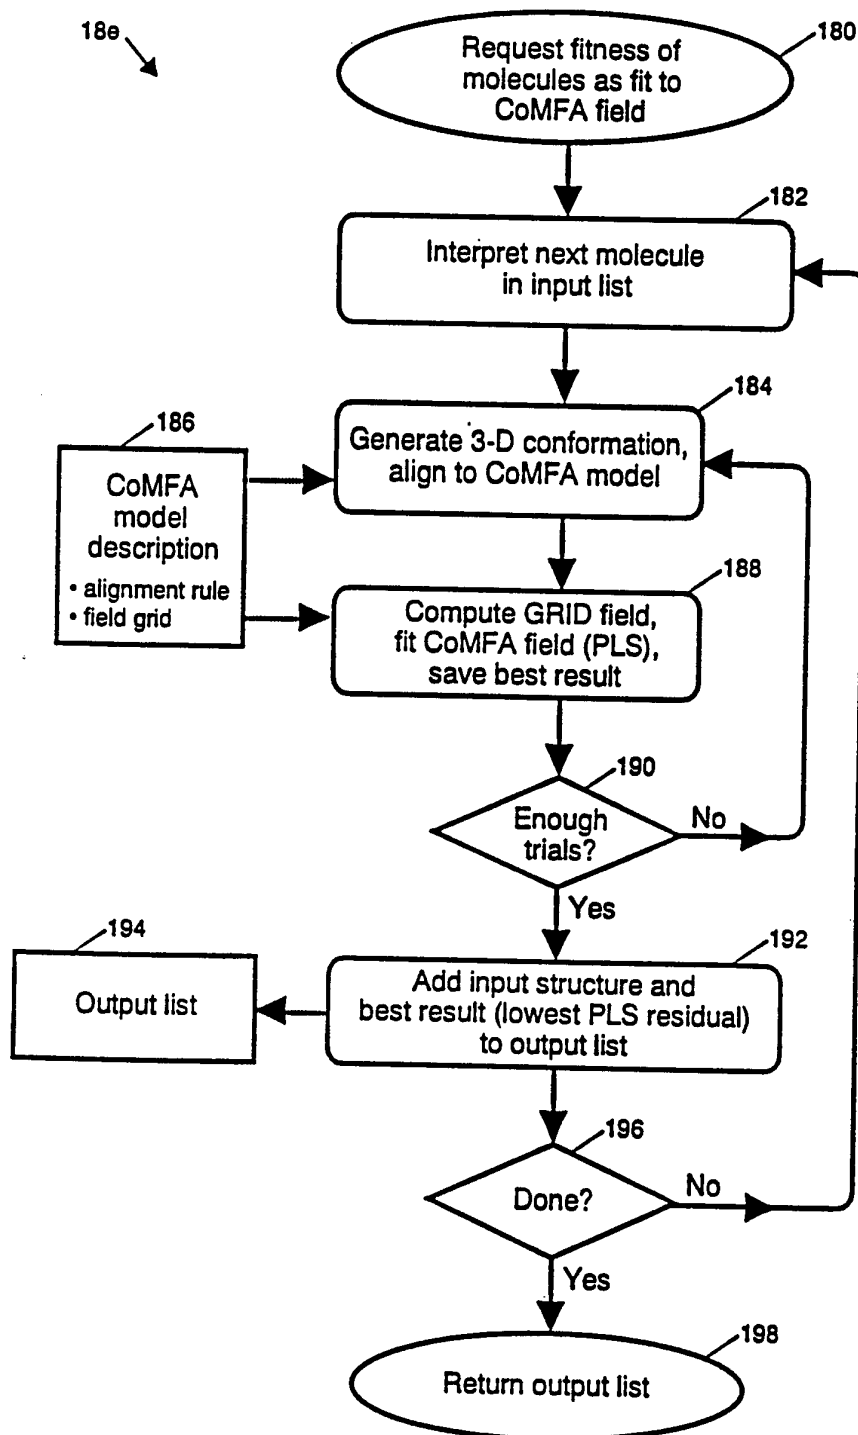 18e
180
Request fitness of
molecules as fit to
CoMFA field
182
Interpret next molecule
in input list
184
Generate 3-D conformation,
align to CoMFA model
186
CoMFA
model
description
• alignment rule
• field grid
188
Compute GRID field,
fit CoMFA field (PLS),
save best result
190
Enough
trials?
No
Yes
192
Add input structure and
best result (lowest PLS residual)
to output list
194
Output list
196
Done?
No
Yes
198
Return output list